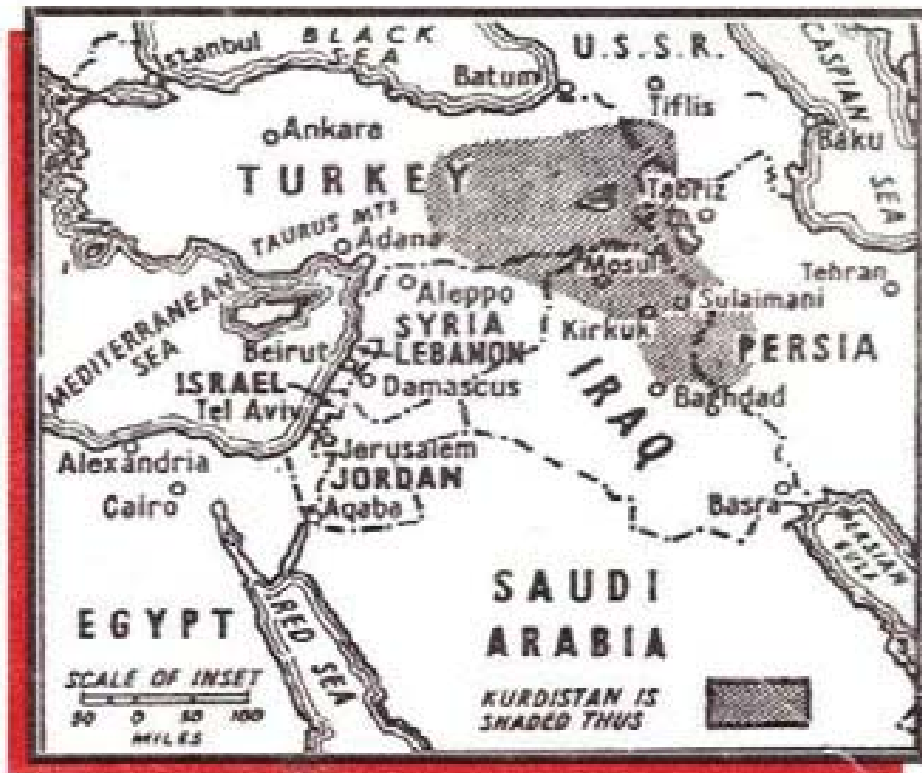 BLACK
SEA
U.S.S.R.
CASPIAN
SEA
Istanbul
Batum
Tiflis
Baku
Ankara
TURKEY
Tabriz
TAURUS MTS
Adana
Mosul
Tehran
Aleppo
Sulaimani
SYRIA
Kirkuk
MEDITERRANEAN
SEA
Beirut
LEBANON
PERSIA
ISRAEL
Damascus
IRAQ
Baghdad
Tel Aviv
Jerusalem
Alexandria
JORDAN
Cairo
Aqaba
Basra
PERSIAN
GULF
SAUDI
ARABIA
EGYPT
RED SEA
SCALE OF INSET
50 0 50 100
MILES
KURDISTAN IS
SHADED THUS